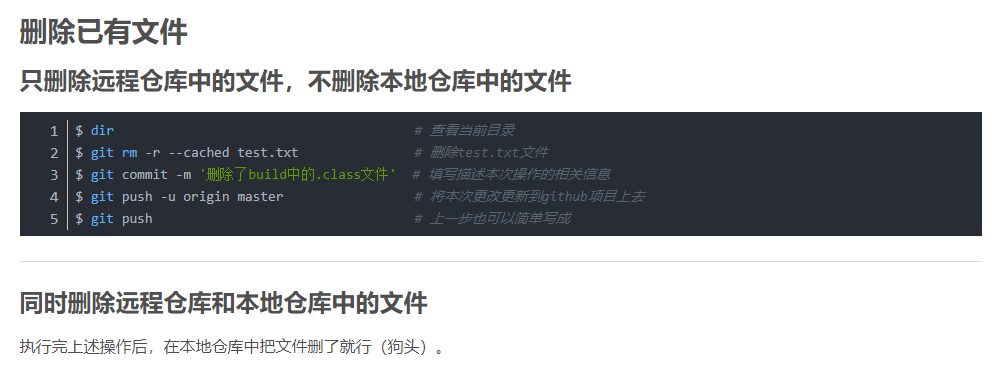 删除已有文件
只删除远程仓库中的文件，不删除本地仓库中的文件
1 $ dir # 查看当前目录
2 $ git rm -r --cached test.txt # 删除test.txt文件
3 $ git commit -m '删除了build中的.class文件' # 填写描述本次操作的相关信息
4 $ git push -u origin master # 将本次更改更新到github项目上去
5 $ git push # 上一步也可以简单写成
同时删除远程仓库和本地仓库中的文件
执行完上述操作后，在本地仓库中把文件删了就行（狗头）。